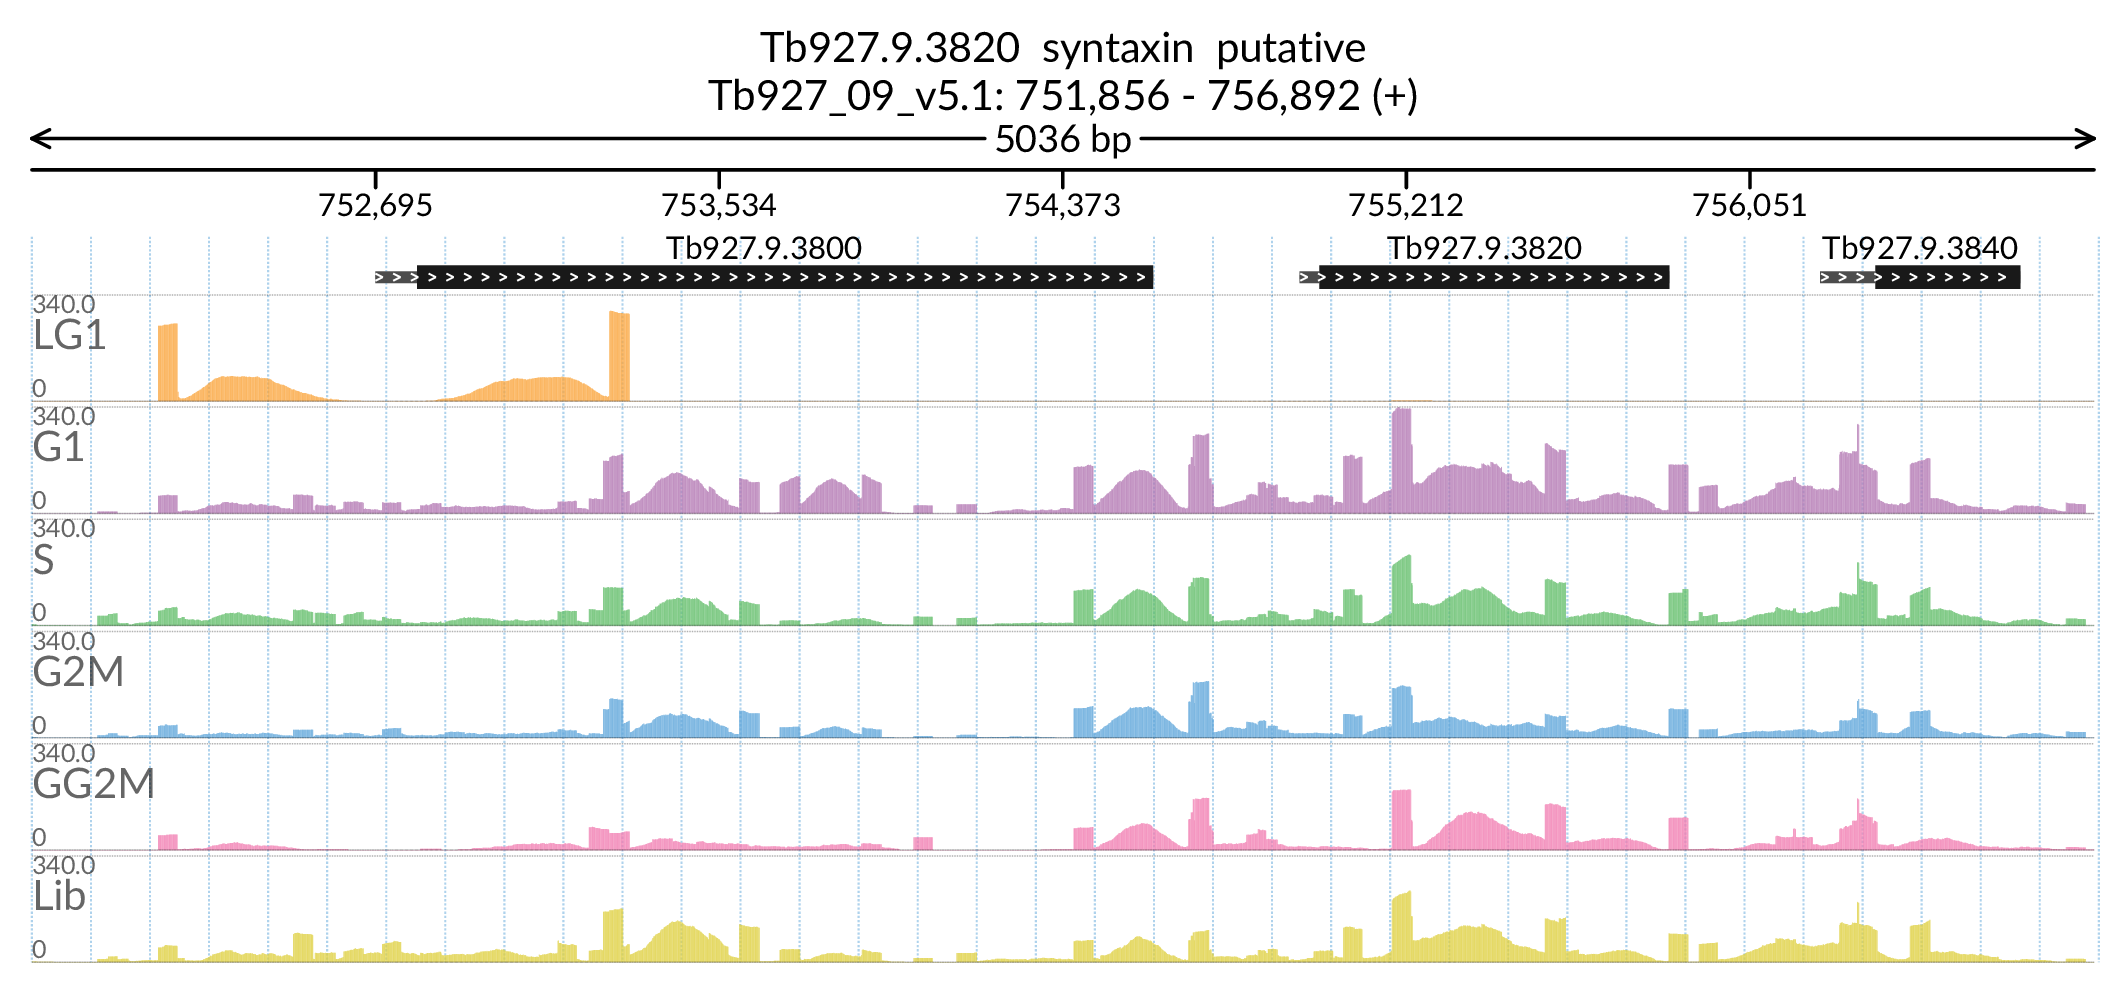 Tb927.9.3820 syntaxin putative
Tb927_09_v5.1: 751,856 - 756,892 (+)
5036 bp
752,695 753,534 754,373 755,212 756,051
Tb927.9.3800 Tb927.9.3820 Tb927.9.3840
340.0
LG1
0
340.0
G1
0
340.0
S
0
340.0
G2M
0
340.0
GG2M
0
340.0
Lib
0